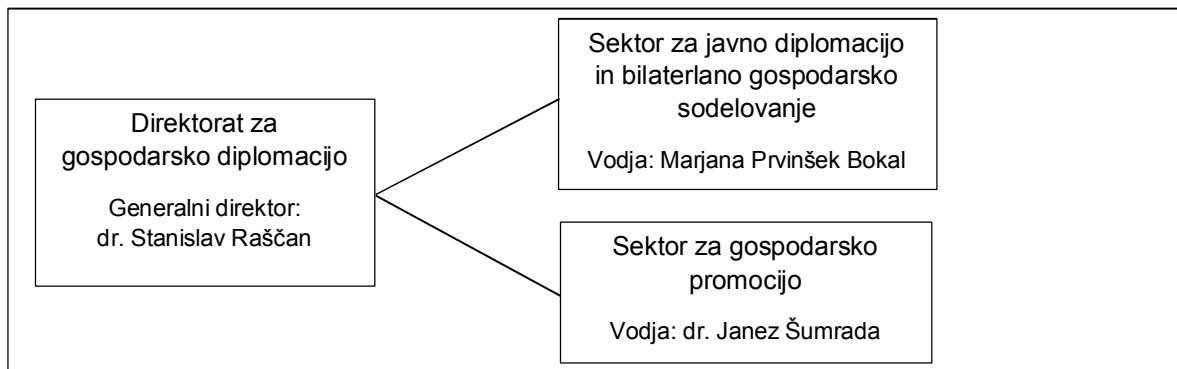 Direktorat za
gospodarsko diplomacijo
Generalni direktor:
dr. Stanislav Raščan
Sektor za javno diplomacijo
in bilaterlano gospodarsko
sodelovanje
Vodja: Marjana Prvinšek Bokal
Sektor za gospodarsko
promocijo
Vodja: dr. Janez Šumrada